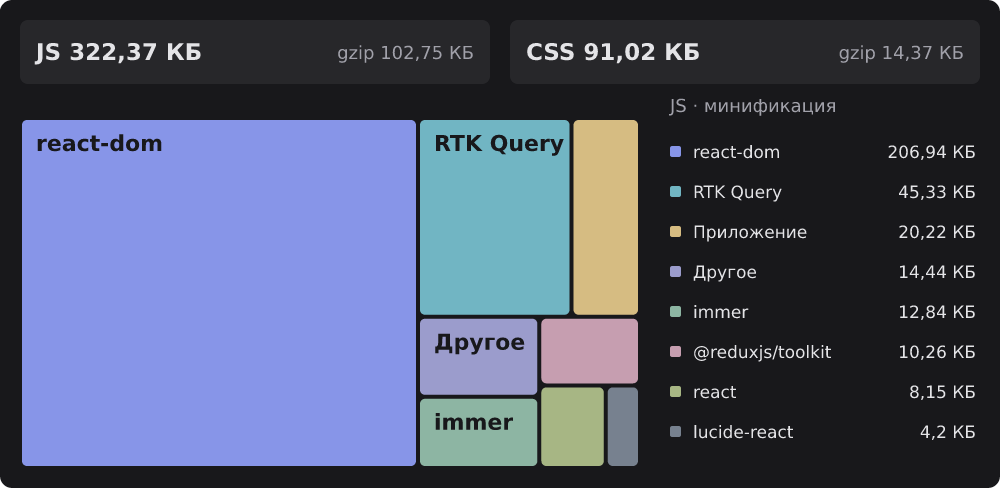 JS 322,37 КБ
gzip 102,75 КБ
CSS 91,02 КБ
gzip 14,37 КБ
react-dom
RTK Query
Другое
immer
JS · минификация
react-dom 206,94 КБ
RTK Query 45,33 КБ
Приложение 20,22 КБ
Другое 14,44 КБ
immer 12,84 КБ
@reduxjs/toolkit 10,26 КБ
react 8,15 КБ
lucide-react 4,2 КБ